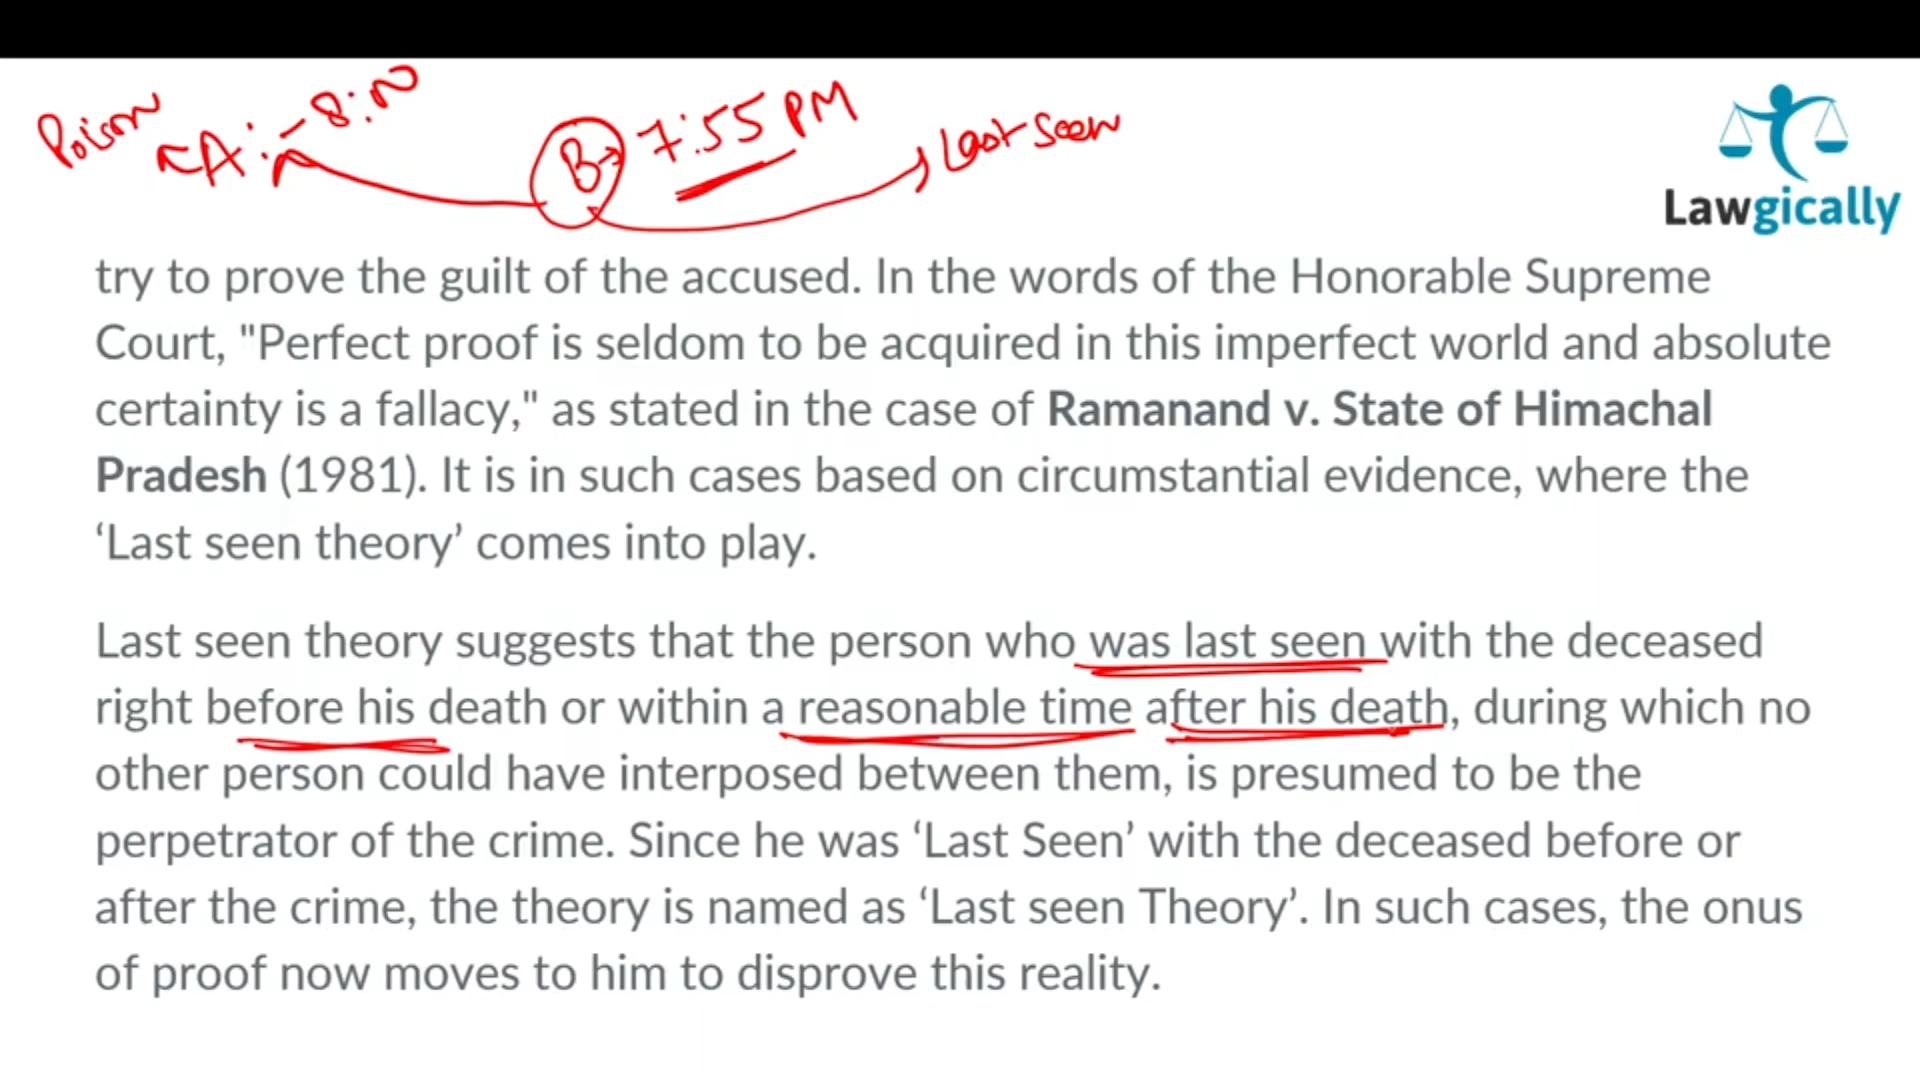 Poison
A:- 8:00
B→ 7:55 PM
Last Seen
Lawgically
try to prove the guilt of the accused. In the words of the Honorable Supreme
Court, "Perfect proof is seldom to be acquired in this imperfect world and absolute
certainty is a fallacy," as stated in the case of Ramanand v. State of Himachal
Pradesh (1981). It is in such cases based on circumstantial evidence, where the
‘Last seen theory’ comes into play.
Last seen theory suggests that the person who was last seen with the deceased
right before his death or within a reasonable time after his death, during which no
other person could have interposed between them, is presumed to be the
perpetrator of the crime. Since he was ‘Last Seen’ with the deceased before or
after the crime, the theory is named as ‘Last seen Theory’. In such cases, the onus
of proof now moves to him to disprove this reality.